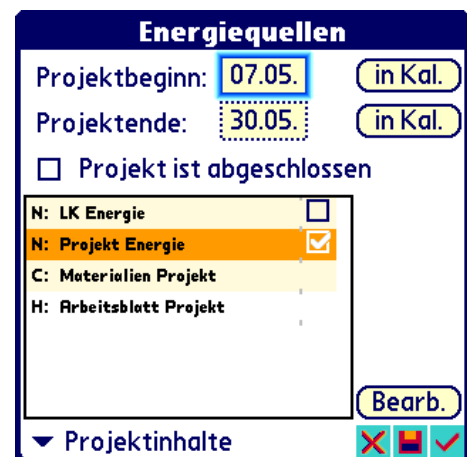 Energiequellen
Projektbeginn: 07.05. in Kal.
Projektende: 30.05. in Kal.
Projekt ist abgeschlossen
N: LK Energie
N: Projekt Energie
C: Materialien Projekt
H: Arbeitsblatt Projekt
Bearb.
Projektinhalte